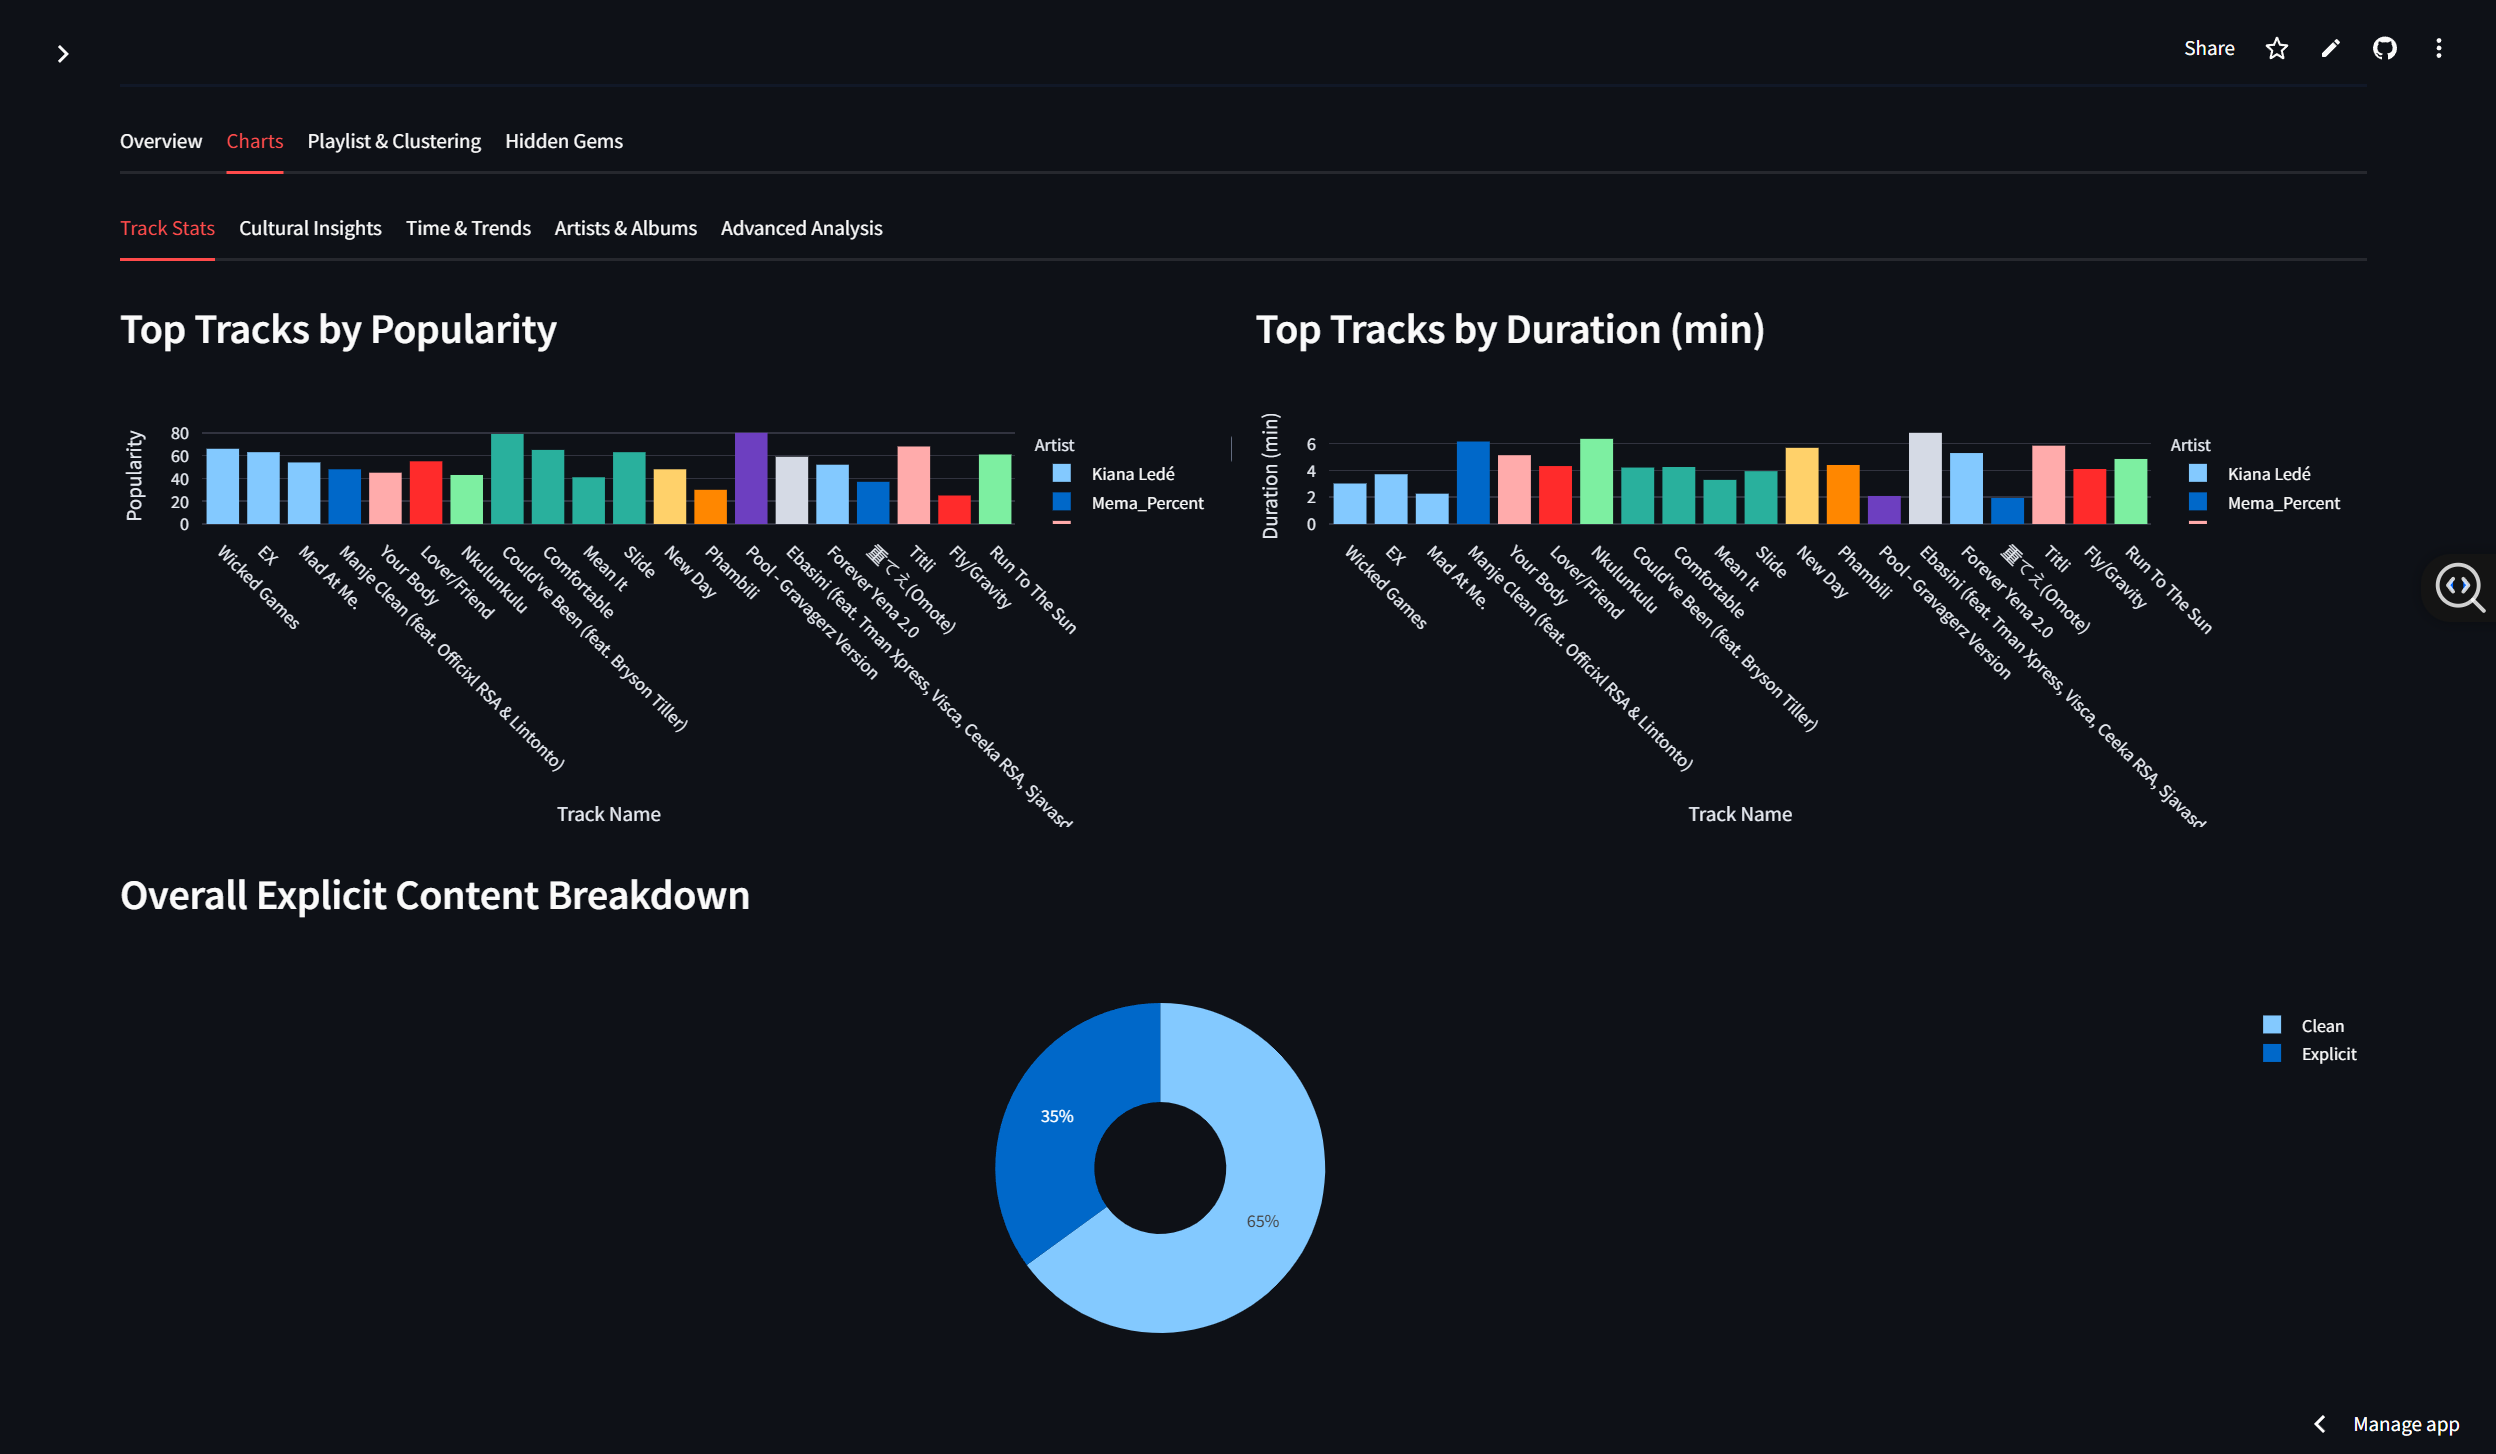 Share
Overview Charts Playlist & Clustering Hidden Gems
Track Stats Cultural Insights Time & Trends Artists & Albums Advanced Analysis
Top Tracks by Popularity
Popularity
80
60
40
20
0
Wicked Games
EX
Mad At Me.
Manje Clean (feat. Officixl RSA & Lintonto)
Your Body
Lover/Friend
Nkulunkulu
Could've Been (feat. Bryson Tiller)
Comfortable
Mean It
Slide
New Day
Phambili
Pool - Gravagerz Version
Ebasini (feat. Tman Xpress, Visca, Ceeka RSA, Sjavasd
Forever Yena 2.0
重てえ(Omote)
Titli
Fly/Gravity
Run To The Sun
Track Name
Artist
Kiana Ledé
Mema_Percent
Top Tracks by Duration (min)
Duration (min)
6
4
2
0
Wicked Games
EX
Mad At Me.
Manje Clean (feat. Officixl RSA & Lintonto)
Your Body
Lover/Friend
Nkulunkulu
Could've Been (feat. Bryson Tiller)
Comfortable
Mean It
Slide
New Day
Phambili
Pool - Gravagerz Version
Ebasini (feat. Tman Xpress, Visca, Ceeka RSA, Sjavasd
Forever Yena 2.0
重てえ(Omote)
Titli
Fly/Gravity
Run To The Sun
Track Name
Artist
Kiana Ledé
Mema_Percent
Overall Explicit Content Breakdown
35%
65%
Clean
Explicit
Manage app